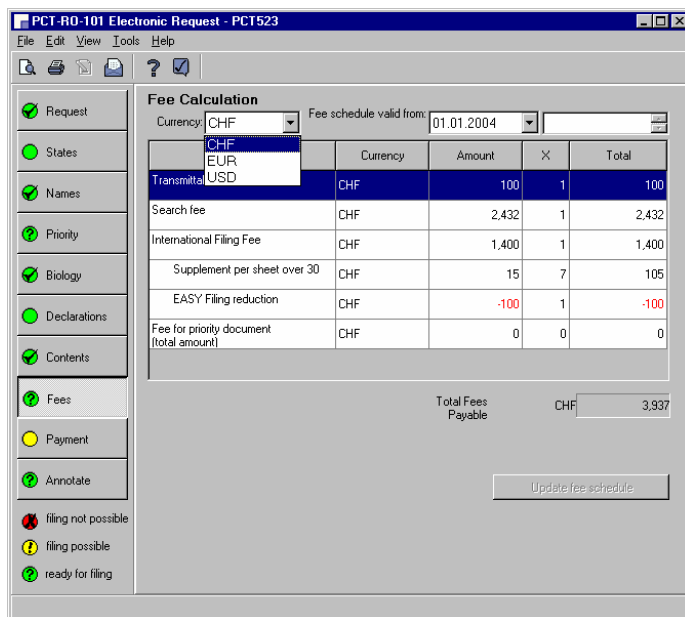 PCT-RO-101 Electronic Request - PCT523
File Edit View Tools Help
Request
States
Names
Priority
Biology
Declarations
Contents
Fees
Payment
Annotate
filing not possible
filing possible
ready for filing
Fee Calculation
Currency: CHF Fee schedule valid from: 01.01.2004
CHF
EUR
USD
Currency Amount X Total
Transmittal CHF 100 1 100
Search fee CHF 2,432 1 2,432
International Filing Fee CHF 1,400 1 1,400
Supplement per sheet over 30 CHF 15 7 105
EASY Filing reduction CHF -100 1 -100
Fee for priority document
(total amount) CHF 0 0 0
Total Fees
Payable CHF 3,937
Update fee schedule